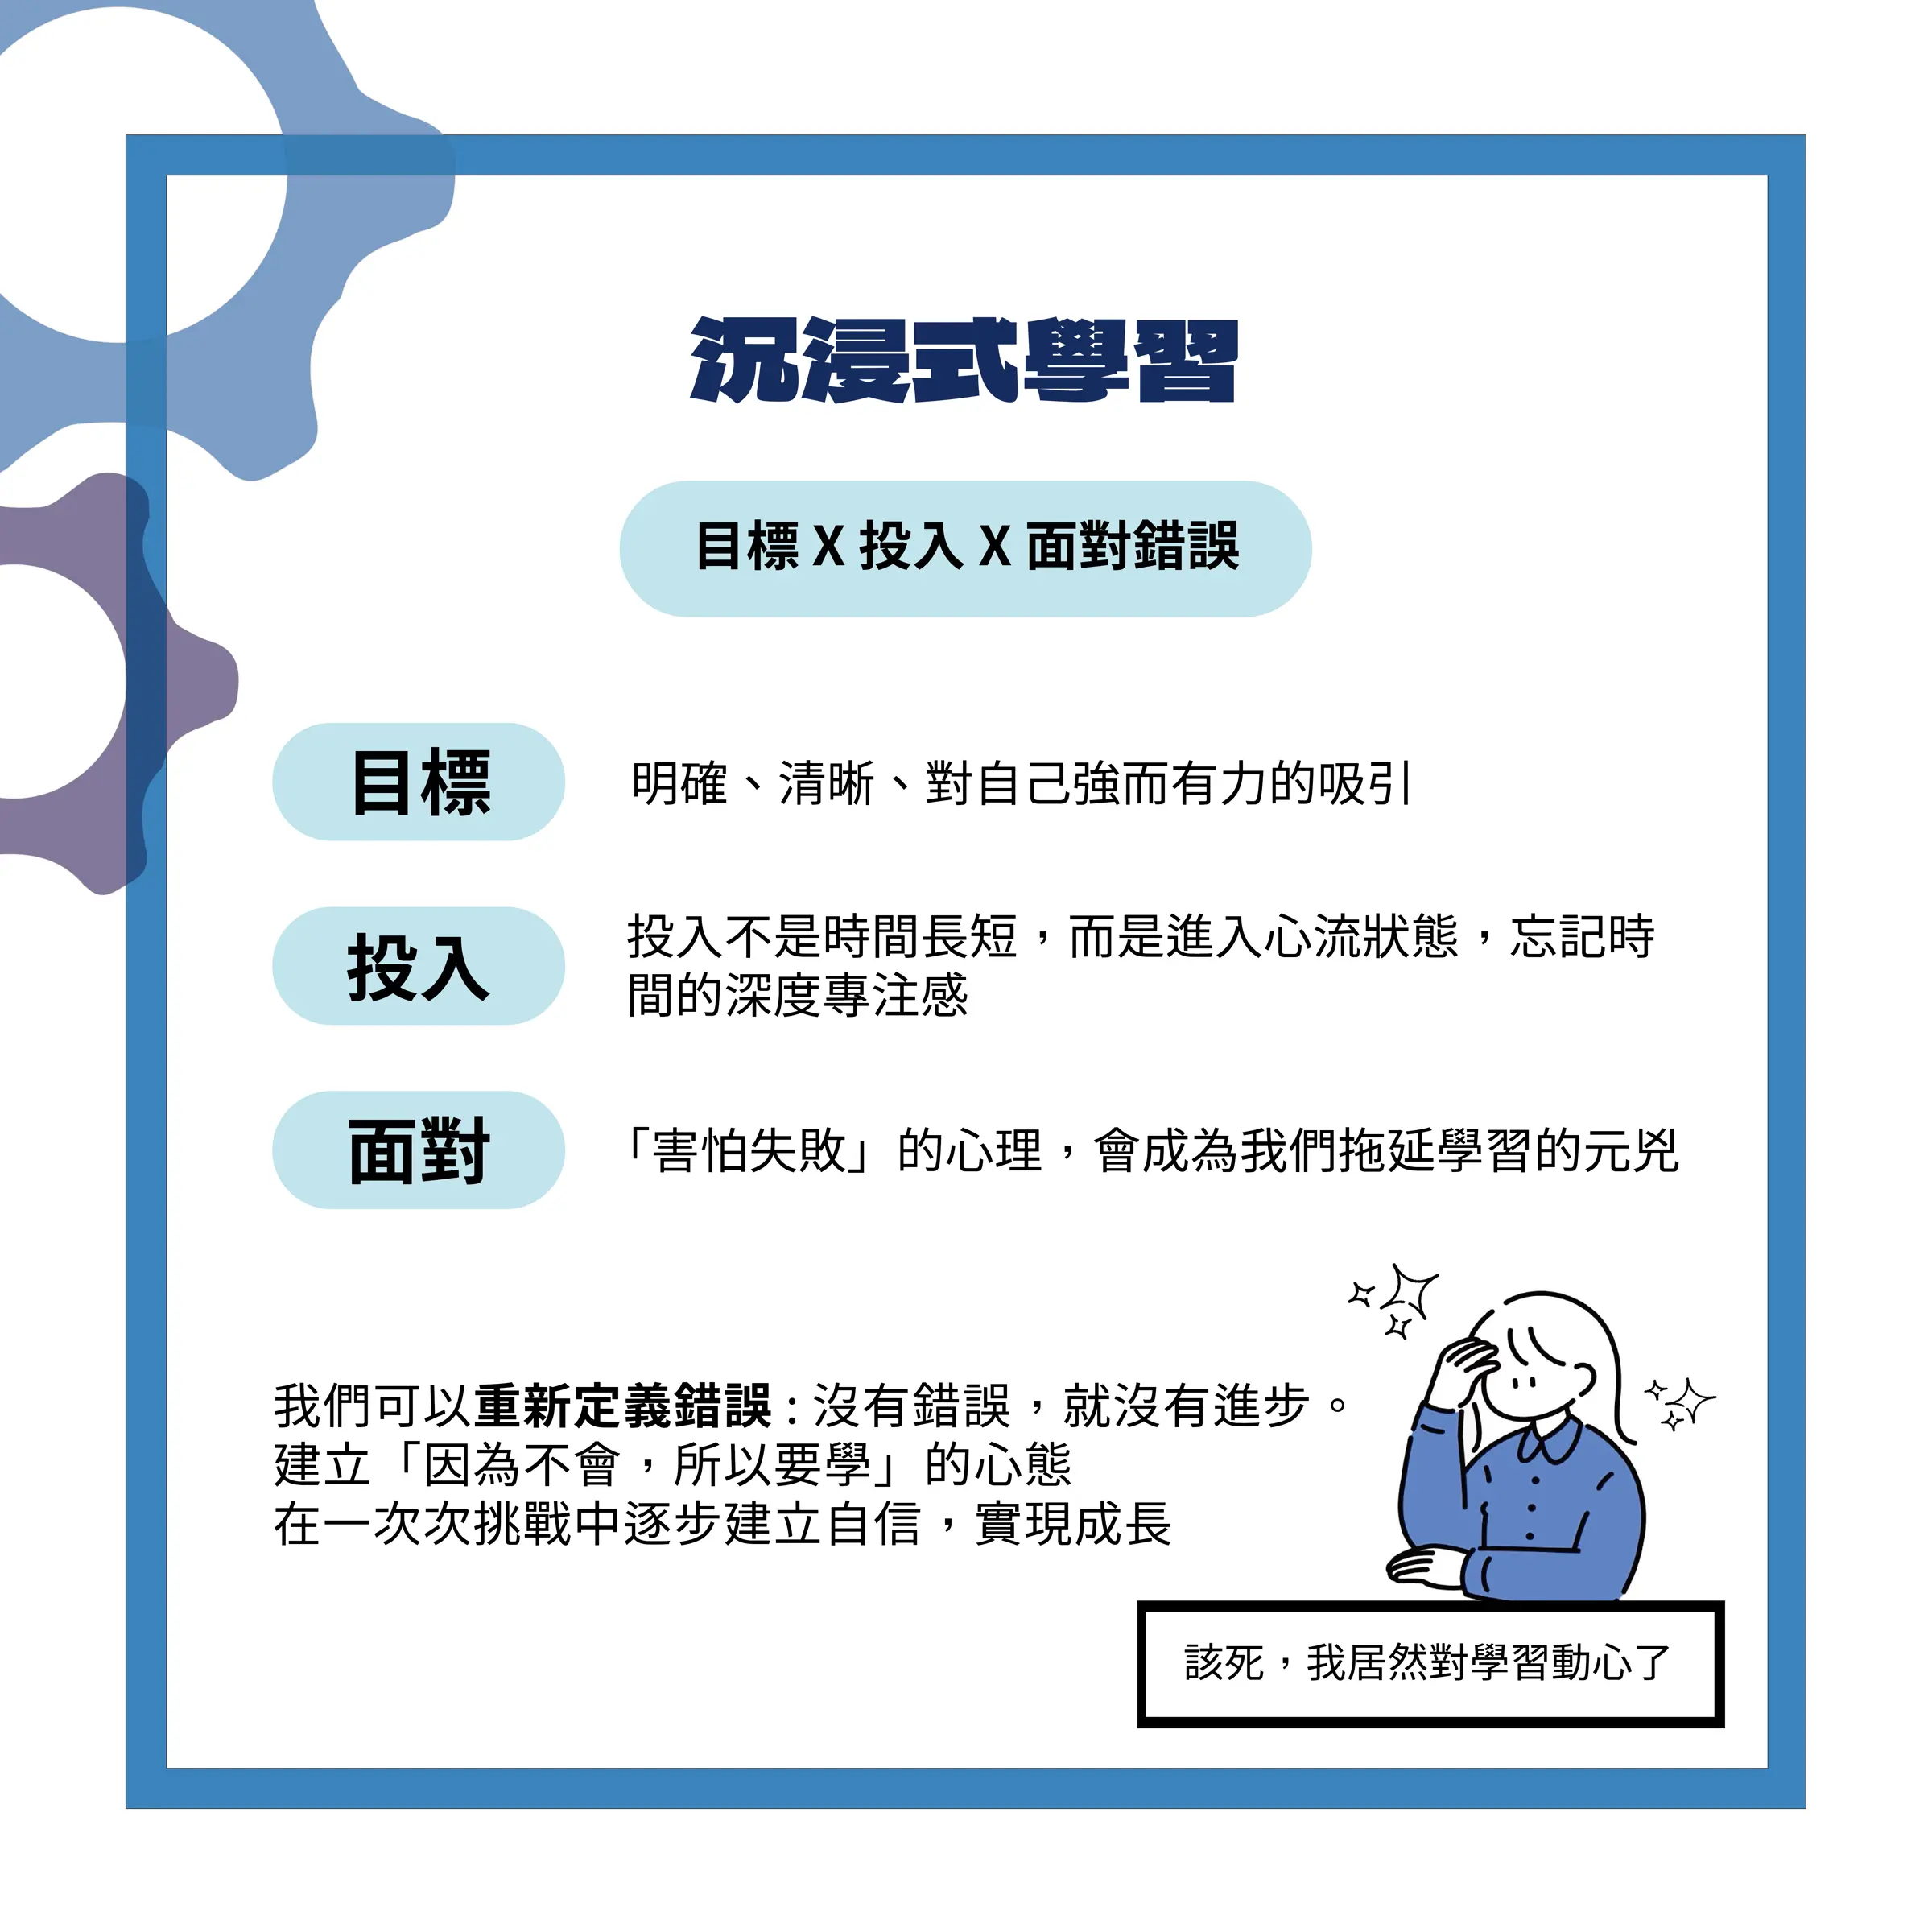 沉浸式學習
目標 X 投入 X 面對錯誤
目標
明確、清晰、對自己強而有力的吸引
投入
投入不是時間長短，而是進入心流狀態，忘記時
間的深度專注感
面對
「害怕失敗」的心理，會成為我們拖延學習的元兇
我們可以重新定義錯誤：沒有錯誤，就沒有進步。
建立「因為不會，所以要學」的心態
在一次次挑戰中逐步建立自信，實現成長
該死，我居然對學習動心了